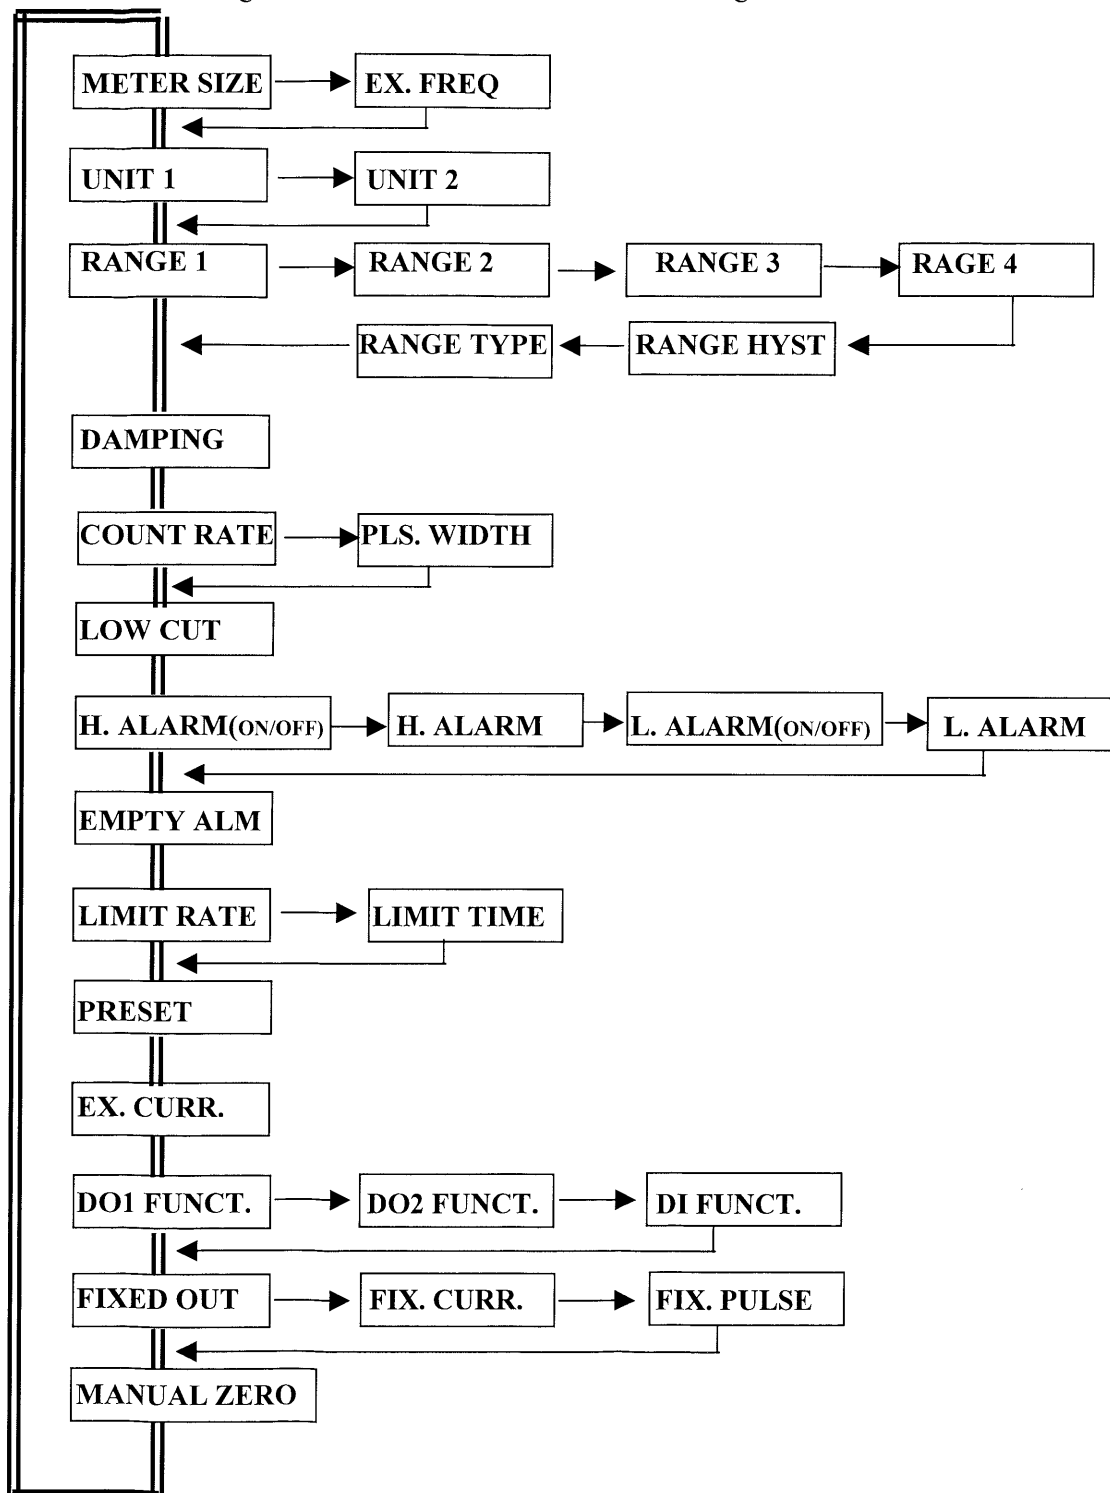 METER SIZE EX. FREQ
UNIT 1 UNIT 2
RANGE 1 RANGE 2 RANGE 3 RAGE 4
RANGE TYPE RANGE HYST
DAMPING
COUNT RATE PLS. WIDTH
LOW CUT
H. ALARM(ON/OFF) H. ALARM L. ALARM(ON/OFF) L. ALARM
EMPTY ALM
LIMIT RATE LIMIT TIME
PRESET
EX. CURR.
DO1 FUNCT. DO2 FUNCT. DI FUNCT.
FIXED OUT FIX. CURR. FIX. PULSE
MANUAL ZERO